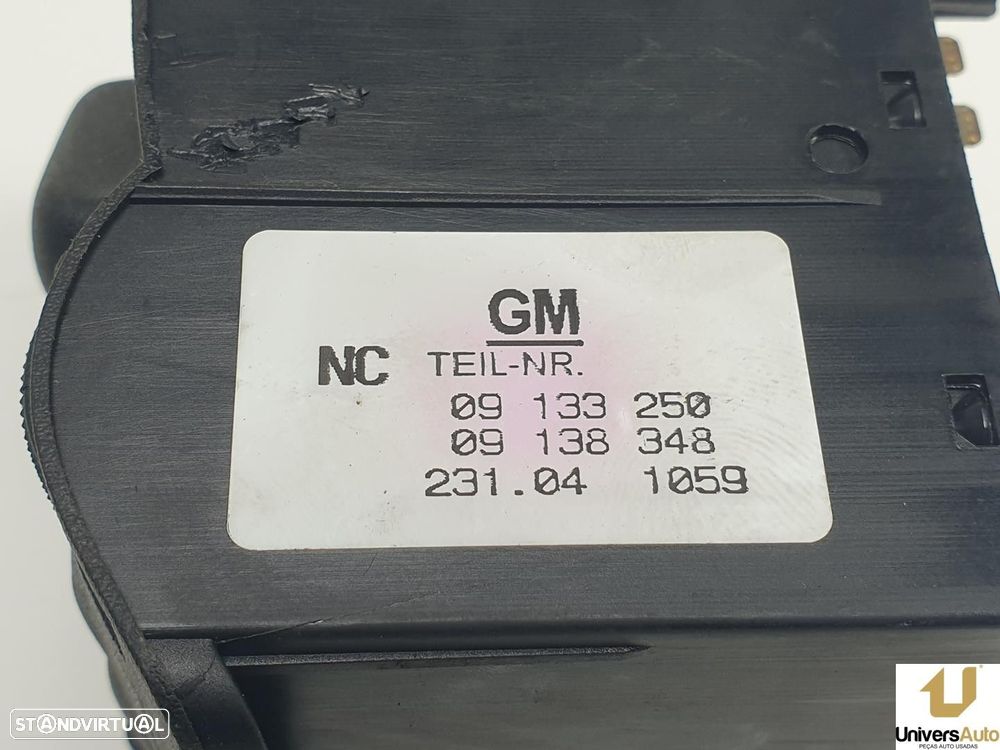 GM
NC TEIL-NR.
09 133 250
09 138 348
231.04 1059
STANDVIRTUAL
UniversAuto
PEÇAS AUTO USADAS